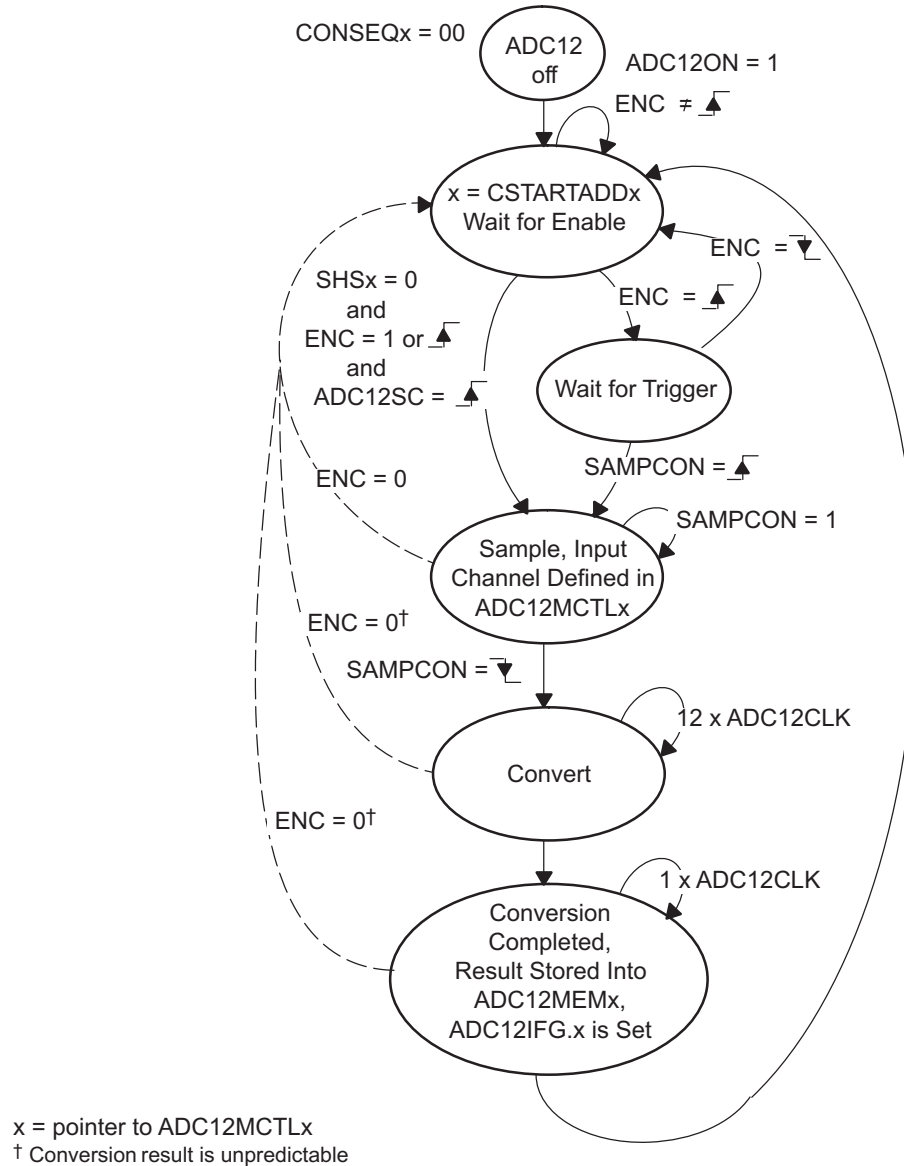 CONSEQx = 00
ADC12
off
ADC12ON = 1
ENC ≠
x = CSTARTADDx
Wait for Enable
ENC =
SHSx = 0
and
ENC = 1 or
and
ADC12SC =
ENC =
Wait for Trigger
SAMPCON =
ENC = 0
SAMPCON = 1
Sample, Input
Channel Defined in
ADC12MCTLx
ENC = 0†
SAMPCON =
12 x ADC12CLK
Convert
ENC = 0†
1 x ADC12CLK
Conversion
Completed,
Result Stored Into
ADC12MEMx,
ADC12IFG.x is Set
x = pointer to ADC12MCTLx
† Conversion result is unpredictable